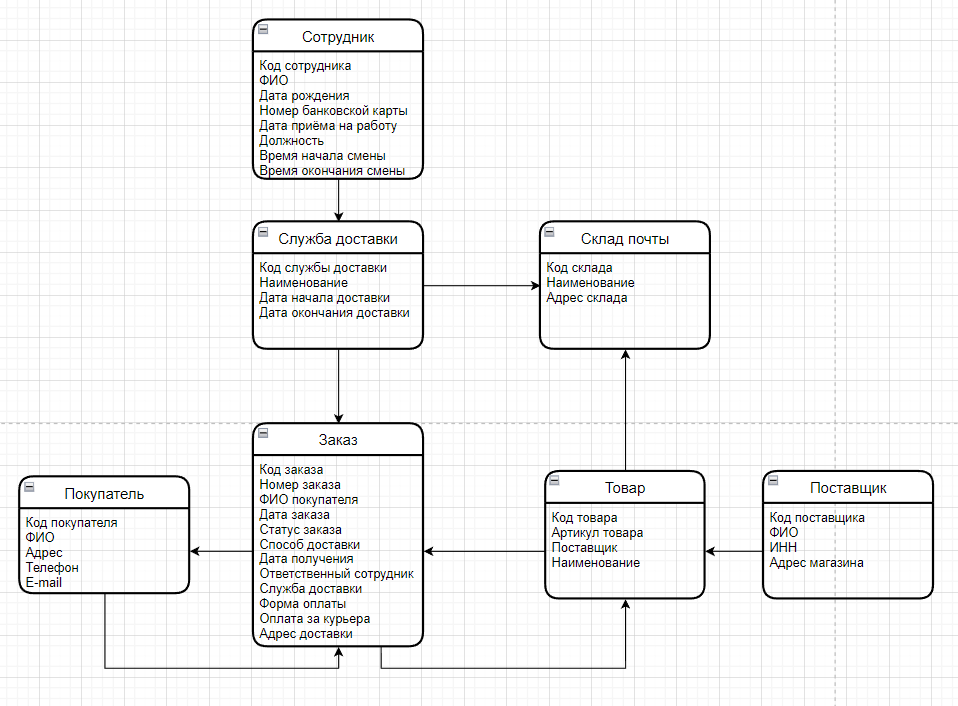 Сотрудник
Код сотрудника
ФИО
Дата рождения
Номер банковской карты
Дата приёма на работу
Должность
Время начала смены
Время окончания смены
Служба доставки
Код службы доставки
Наименование
Дата начала доставки
Дата окончания доставки
Склад почты
Код склада
Наименование
Адрес склада
Покупатель
Код покупателя
ФИО
Адрес
Телефон
E-mail
Заказ
Код заказа
Номер заказа
ФИО покупателя
Дата заказа
Статус заказа
Способ доставки
Дата получения
Ответственный сотрудник
Служба доставки
Форма оплаты
Оплата за курьера
Адрес доставки
Товар
Код товара
Артикул товара
Поставщик
Наименование
Поставщик
Код поставщика
ФИО
ИНН
Адрес магазина